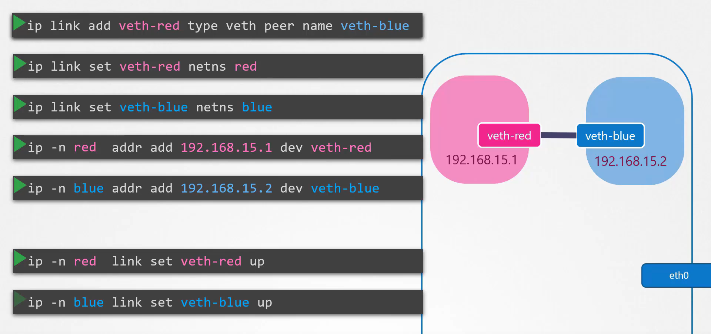 ip link add veth-red type veth peer name veth-blue
ip link set veth-red netns red
ip link set veth-blue netns blue
ip -n red addr add 192.168.15.1 dev veth-red
ip -n blue addr add 192.168.15.2 dev veth-blue
ip -n red link set veth-red up
ip -n blue link set veth-blue up
veth-red
veth-blue
192.168.15.1
192.168.15.2
eth0